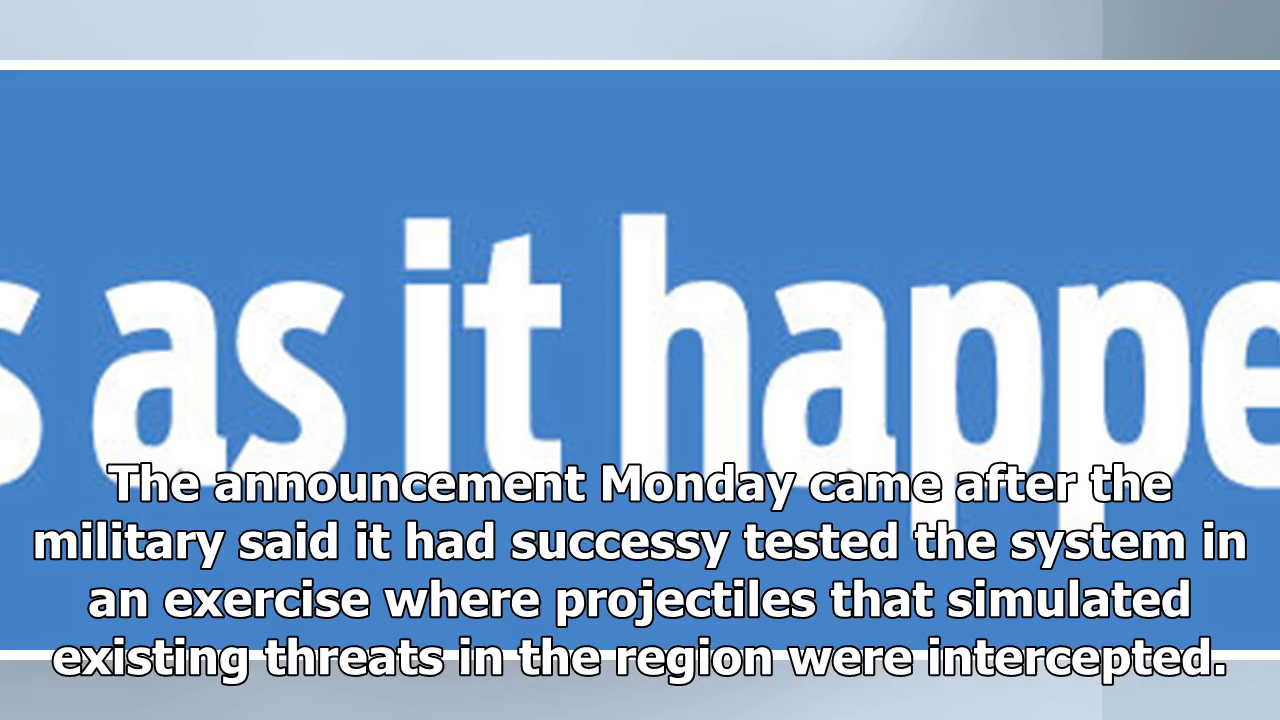 s as it happe
The announcement Monday came after the
military said it had successy tested the system in
an exercise where projectiles that simulated
existing threats in the region were intercepted.